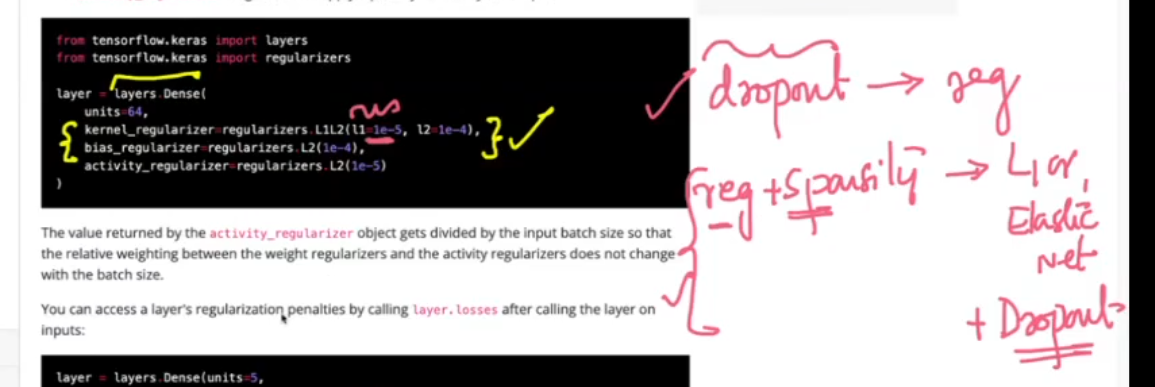 from tensorflow.keras import layers
from tensorflow.keras import regularizers
layer = layers.Dense(
units=64,
kernel_regularizer=regularizers.L1L2(l1=1e-5, l2=1e-4),
bias_regularizer=regularizers.L2(1e-4),
activity_regularizer=regularizers.L2(1e-5)
)
The value returned by the activity_regularizer object gets divided by the input batch size so that
the relative weighting between the weight regularizers and the activity regularizers does not change
with the batch size.
You can access a layer's regularization penalties by calling layer.losses after calling the layer on
inputs:
layer = layers.Dense(units=5,
dropout → reg
reg + Sparsity → L1 or,
Elastic
Net
+ Dropout